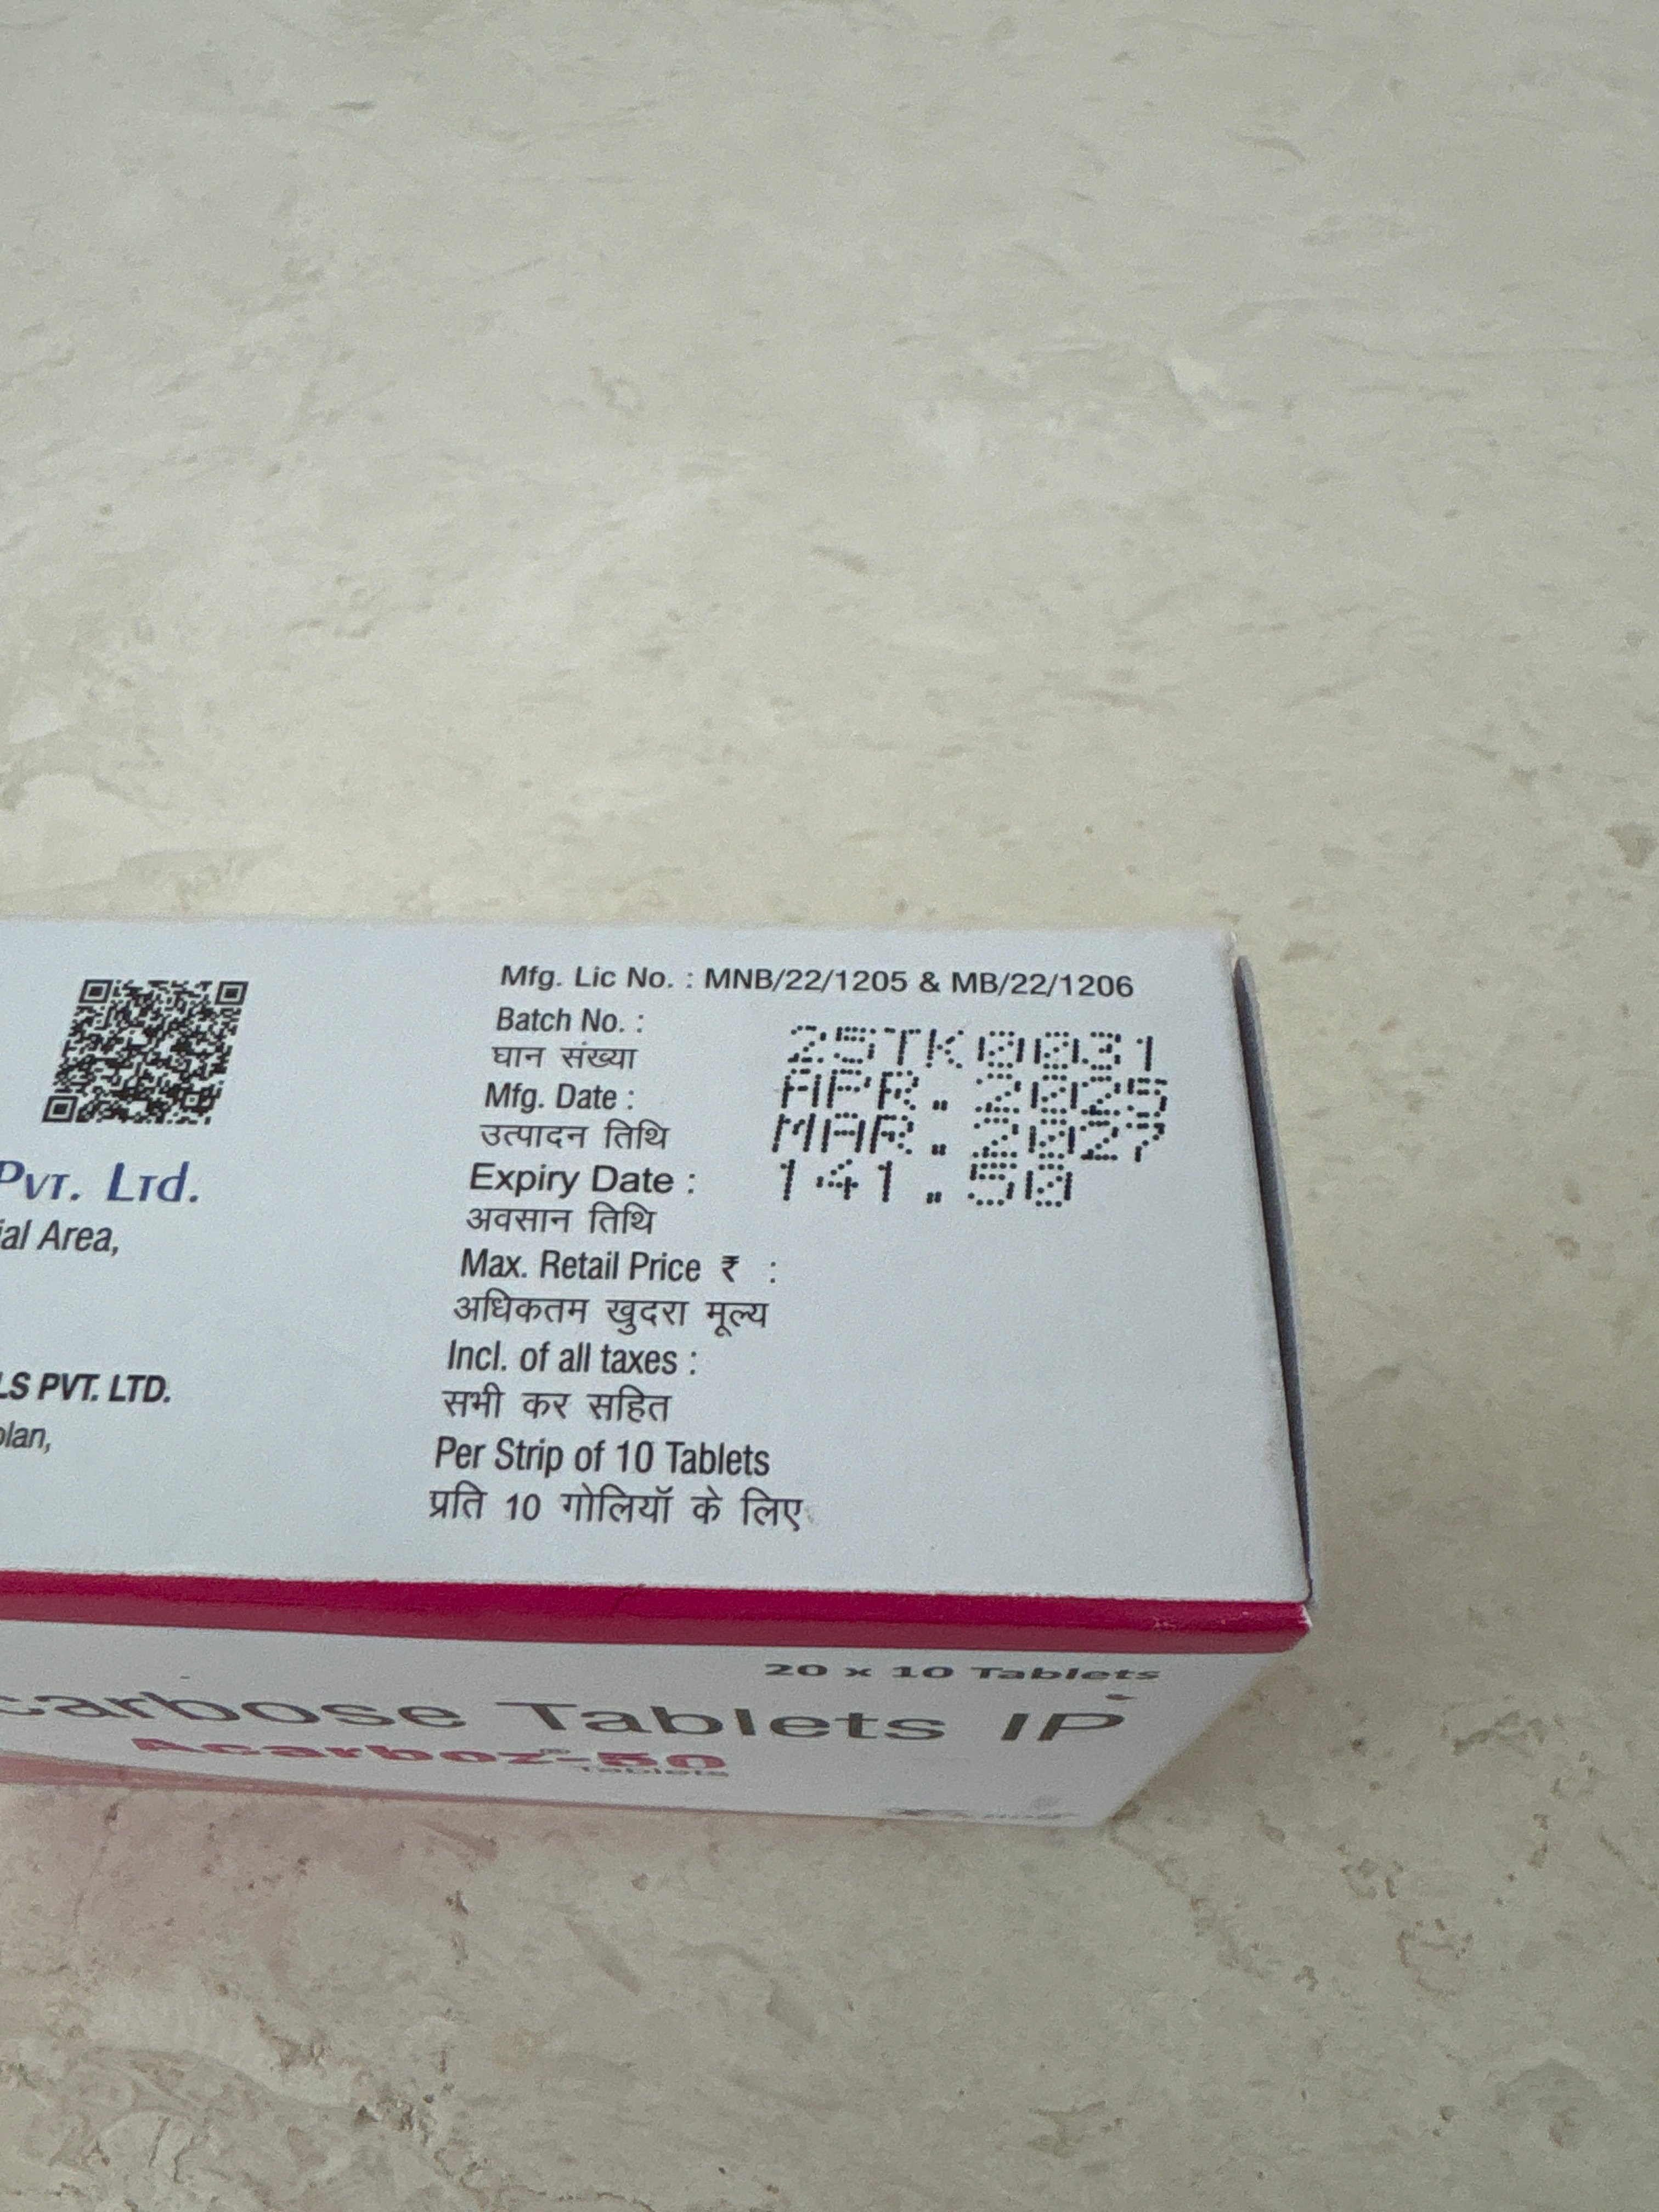 Pvt. Ltd.
ial Area,
LS PVT. LTD.
olan,
Mfg. Lic No. : MNB/22/1205 & MB/22/1206
Batch No. :
घान संख्या
Mfg. Date :
उत्पादन तिथि
Expiry Date :
अवसान तिथि
Max. Retail Price ₹ :
अधिकतम खुदरा मूल्य
Incl. of all taxes :
सभी कर सहित
Per Strip of 10 Tablets
प्रति 10 गोलियॉ के लिए
25TK0031
APR. 2025
MAR. 2027
141.50
20 x 10 Tablets
carbose Tablets IP
Acarboz®-50
Tablets